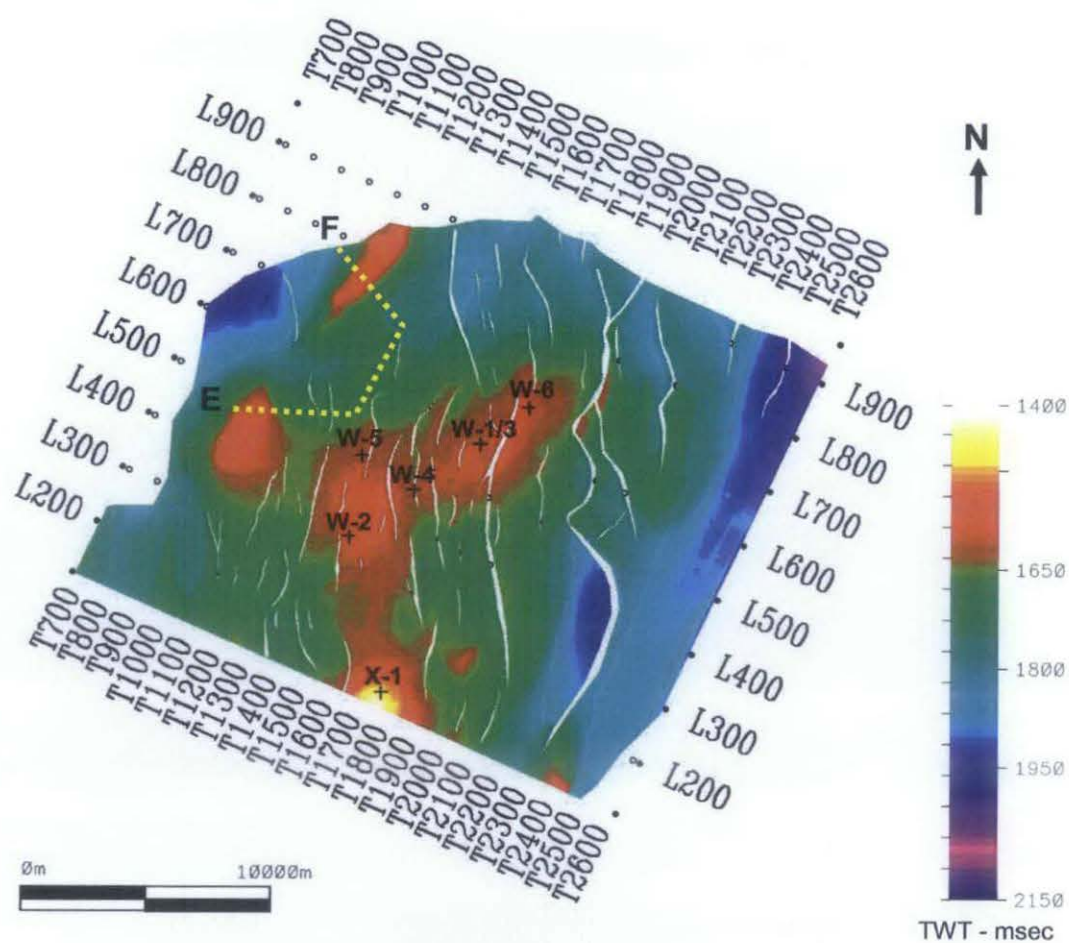 T700
T800
T900
T1000
T1100
T1200
T1300
T1400
T1500
T1600
T1700
T1800
T1900
T2000
T2100
T2200
T2300
T2400
T2500
T2600
L900
L800
L700
L600
L500
L400
L300
L200
N
F
E
W-6
W-1/3
W-5
W-4
W-2
X-1
L900
L800
L700
L600
L500
L400
L300
L200
T700
T800
T900
T1000
T1100
T1200
T1300
T1400
T1500
T1600
T1700
T1800
T1900
T2000
T2100
T2200
T2300
T2400
T2500
T2600
1400
1650
1800
1950
2150
TWT - msec
0m 10000m